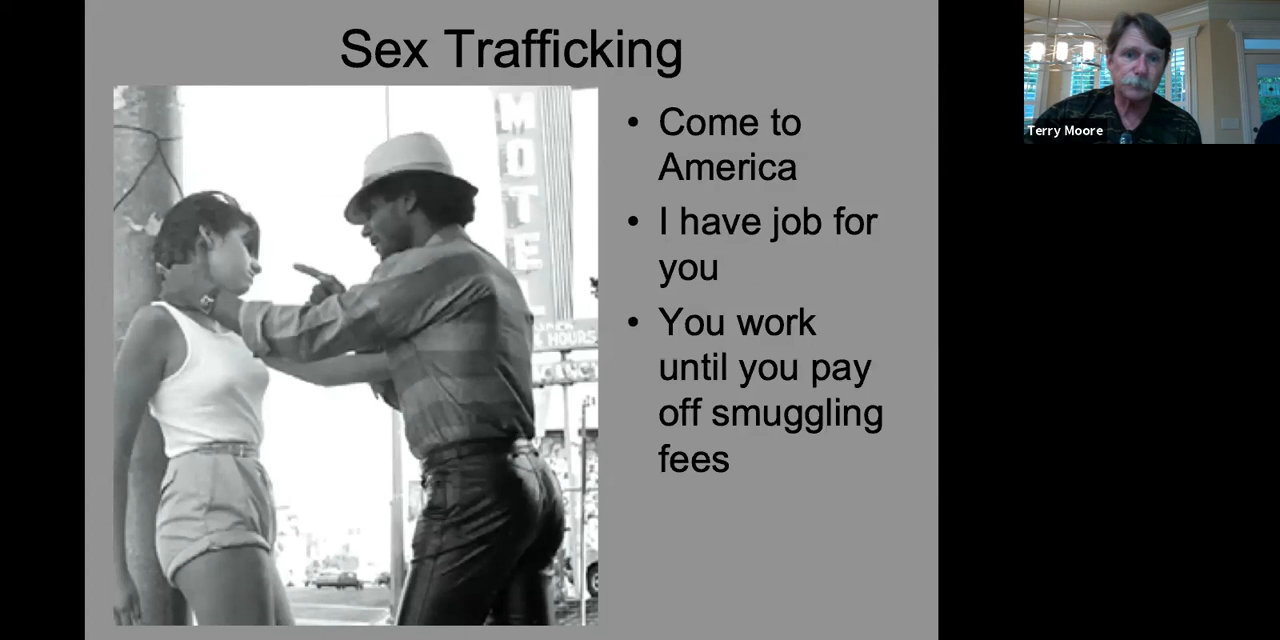 Sex Trafficking
• Come to
America
• I have job for
you
• You work
until you pay
off smuggling
fees
MOTEL
HOURS
Terry Moore